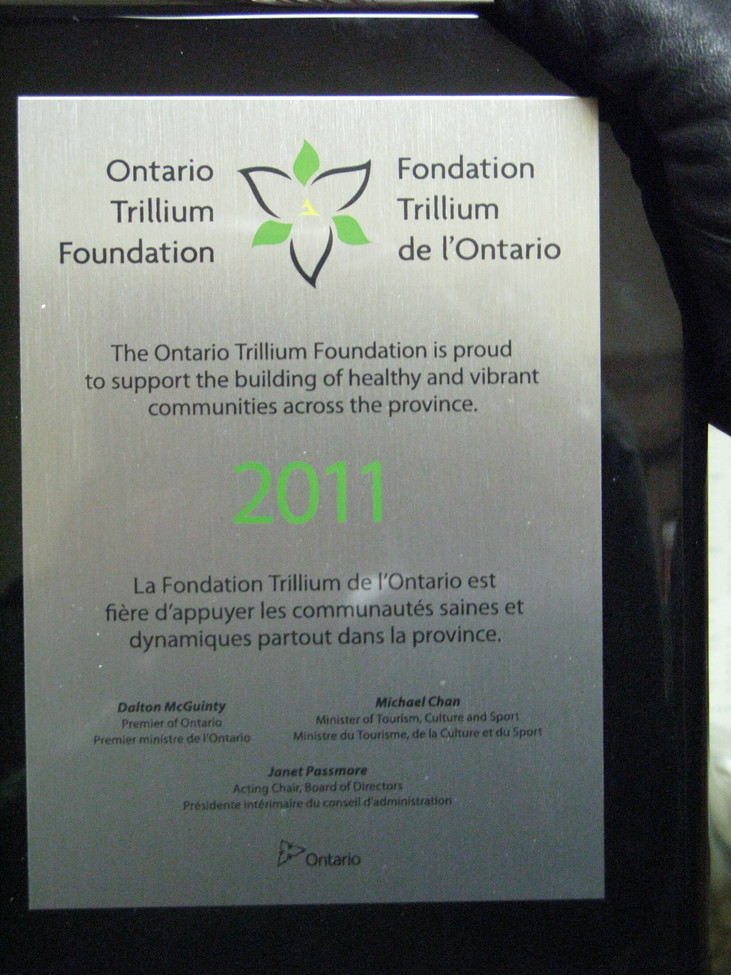 Ontario
Trillium
Foundation
Fondation
Trillium
de l'Ontario
The Ontario Trillium Foundation is proud
to support the building of healthy and vibrant
communities across the province.
2011
La Fondation Trillium de l'Ontario est
fière d'appuyer les communautés saines et
dynamiques partout dans la province.
Dalton McGuinty
Premier of Ontario
Premier ministre de l'Ontario
Michael Chan
Minister of Tourism, Culture and Sport
Ministre du Tourisme, de la Culture et du Sport
Janet Passmore
Acting Chair, Board of Directors
Présidente intérimaire du conseil d'administration
Ontario